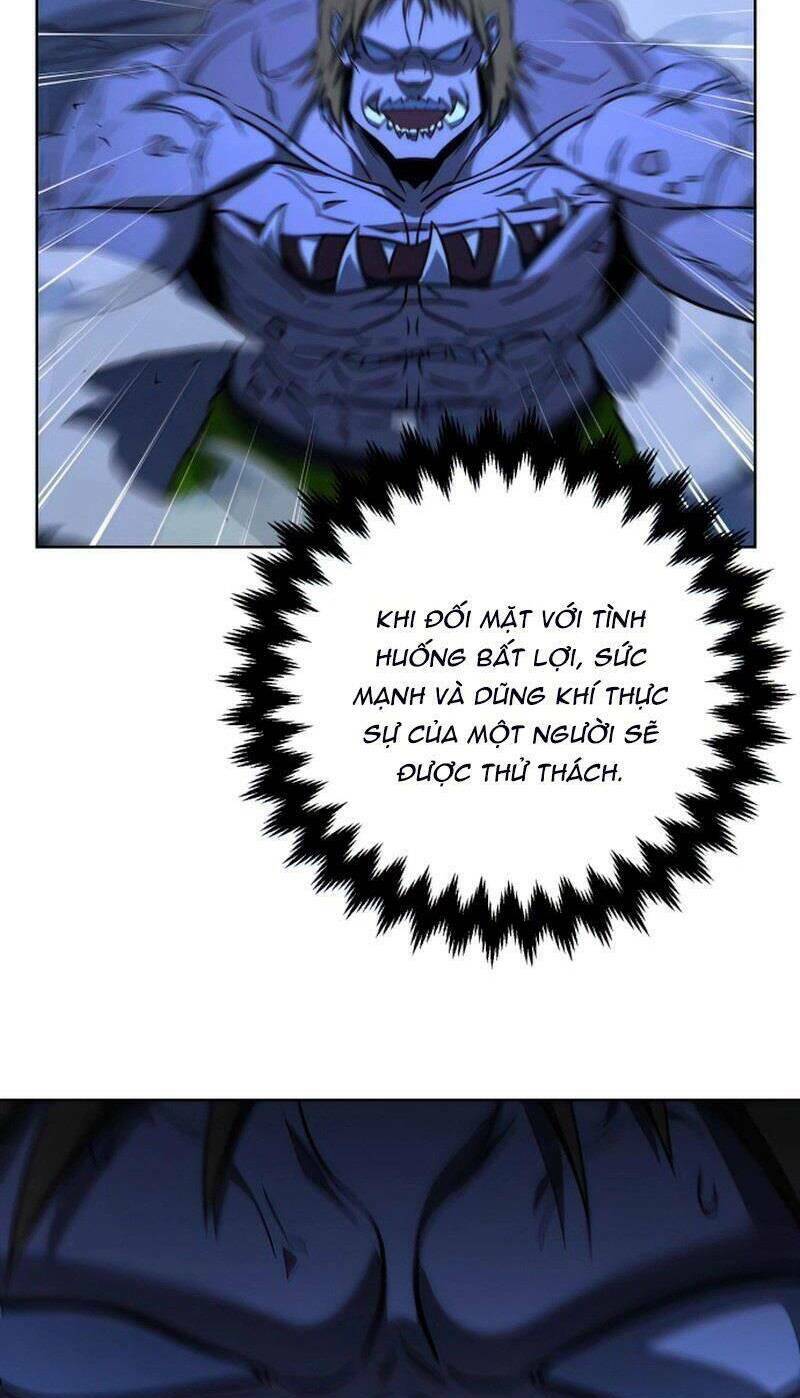 KHI ĐỐI MẶT VỚI TÌNH
HUỐNG BẤT LỢI, SỨC
MẠNH VÀ DŨNG KHÍ THỰC
SỰ CỦA MỘT NGƯỜI SẼ
ĐƯỢC THỬ THÁCH.